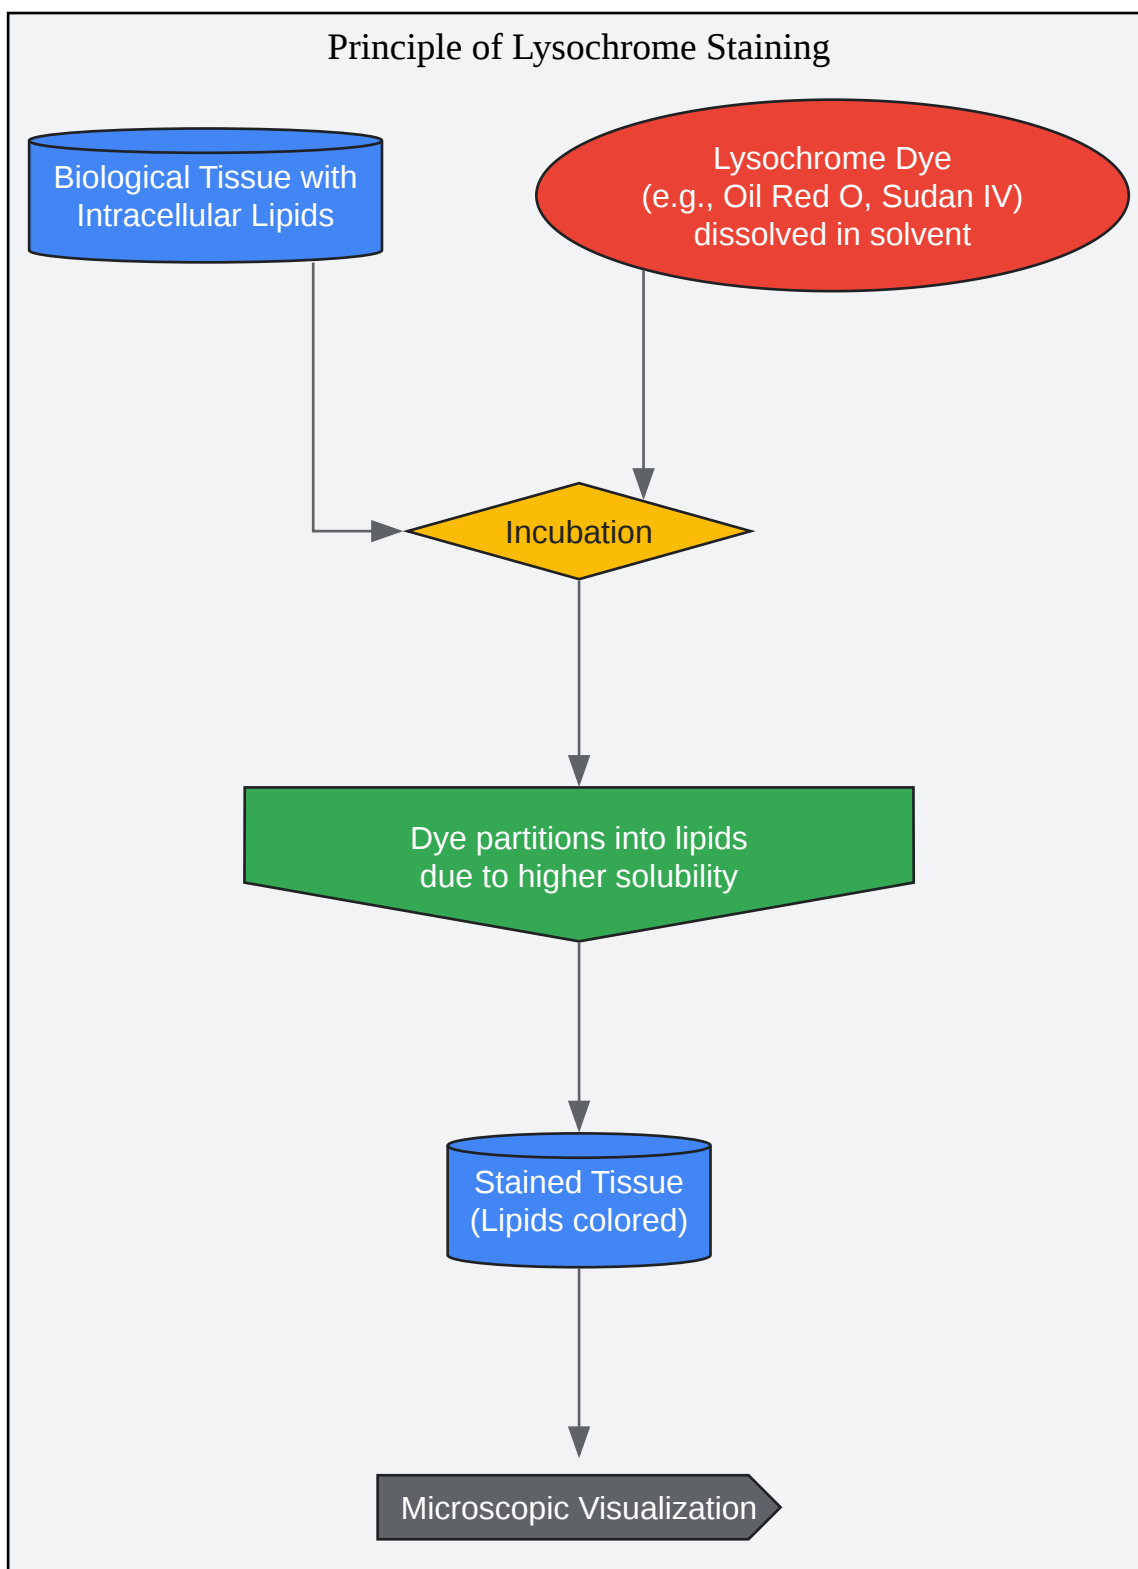 Principle of Lysochrome Staining
Biological Tissue with
Intracellular Lipids
Lysochrome Dye
(e.g., Oil Red O, Sudan IV)
dissolved in solvent
Incubation
Dye partitions into lipids
due to higher solubility
Stained Tissue
(Lipids colored)
Microscopic Visualization